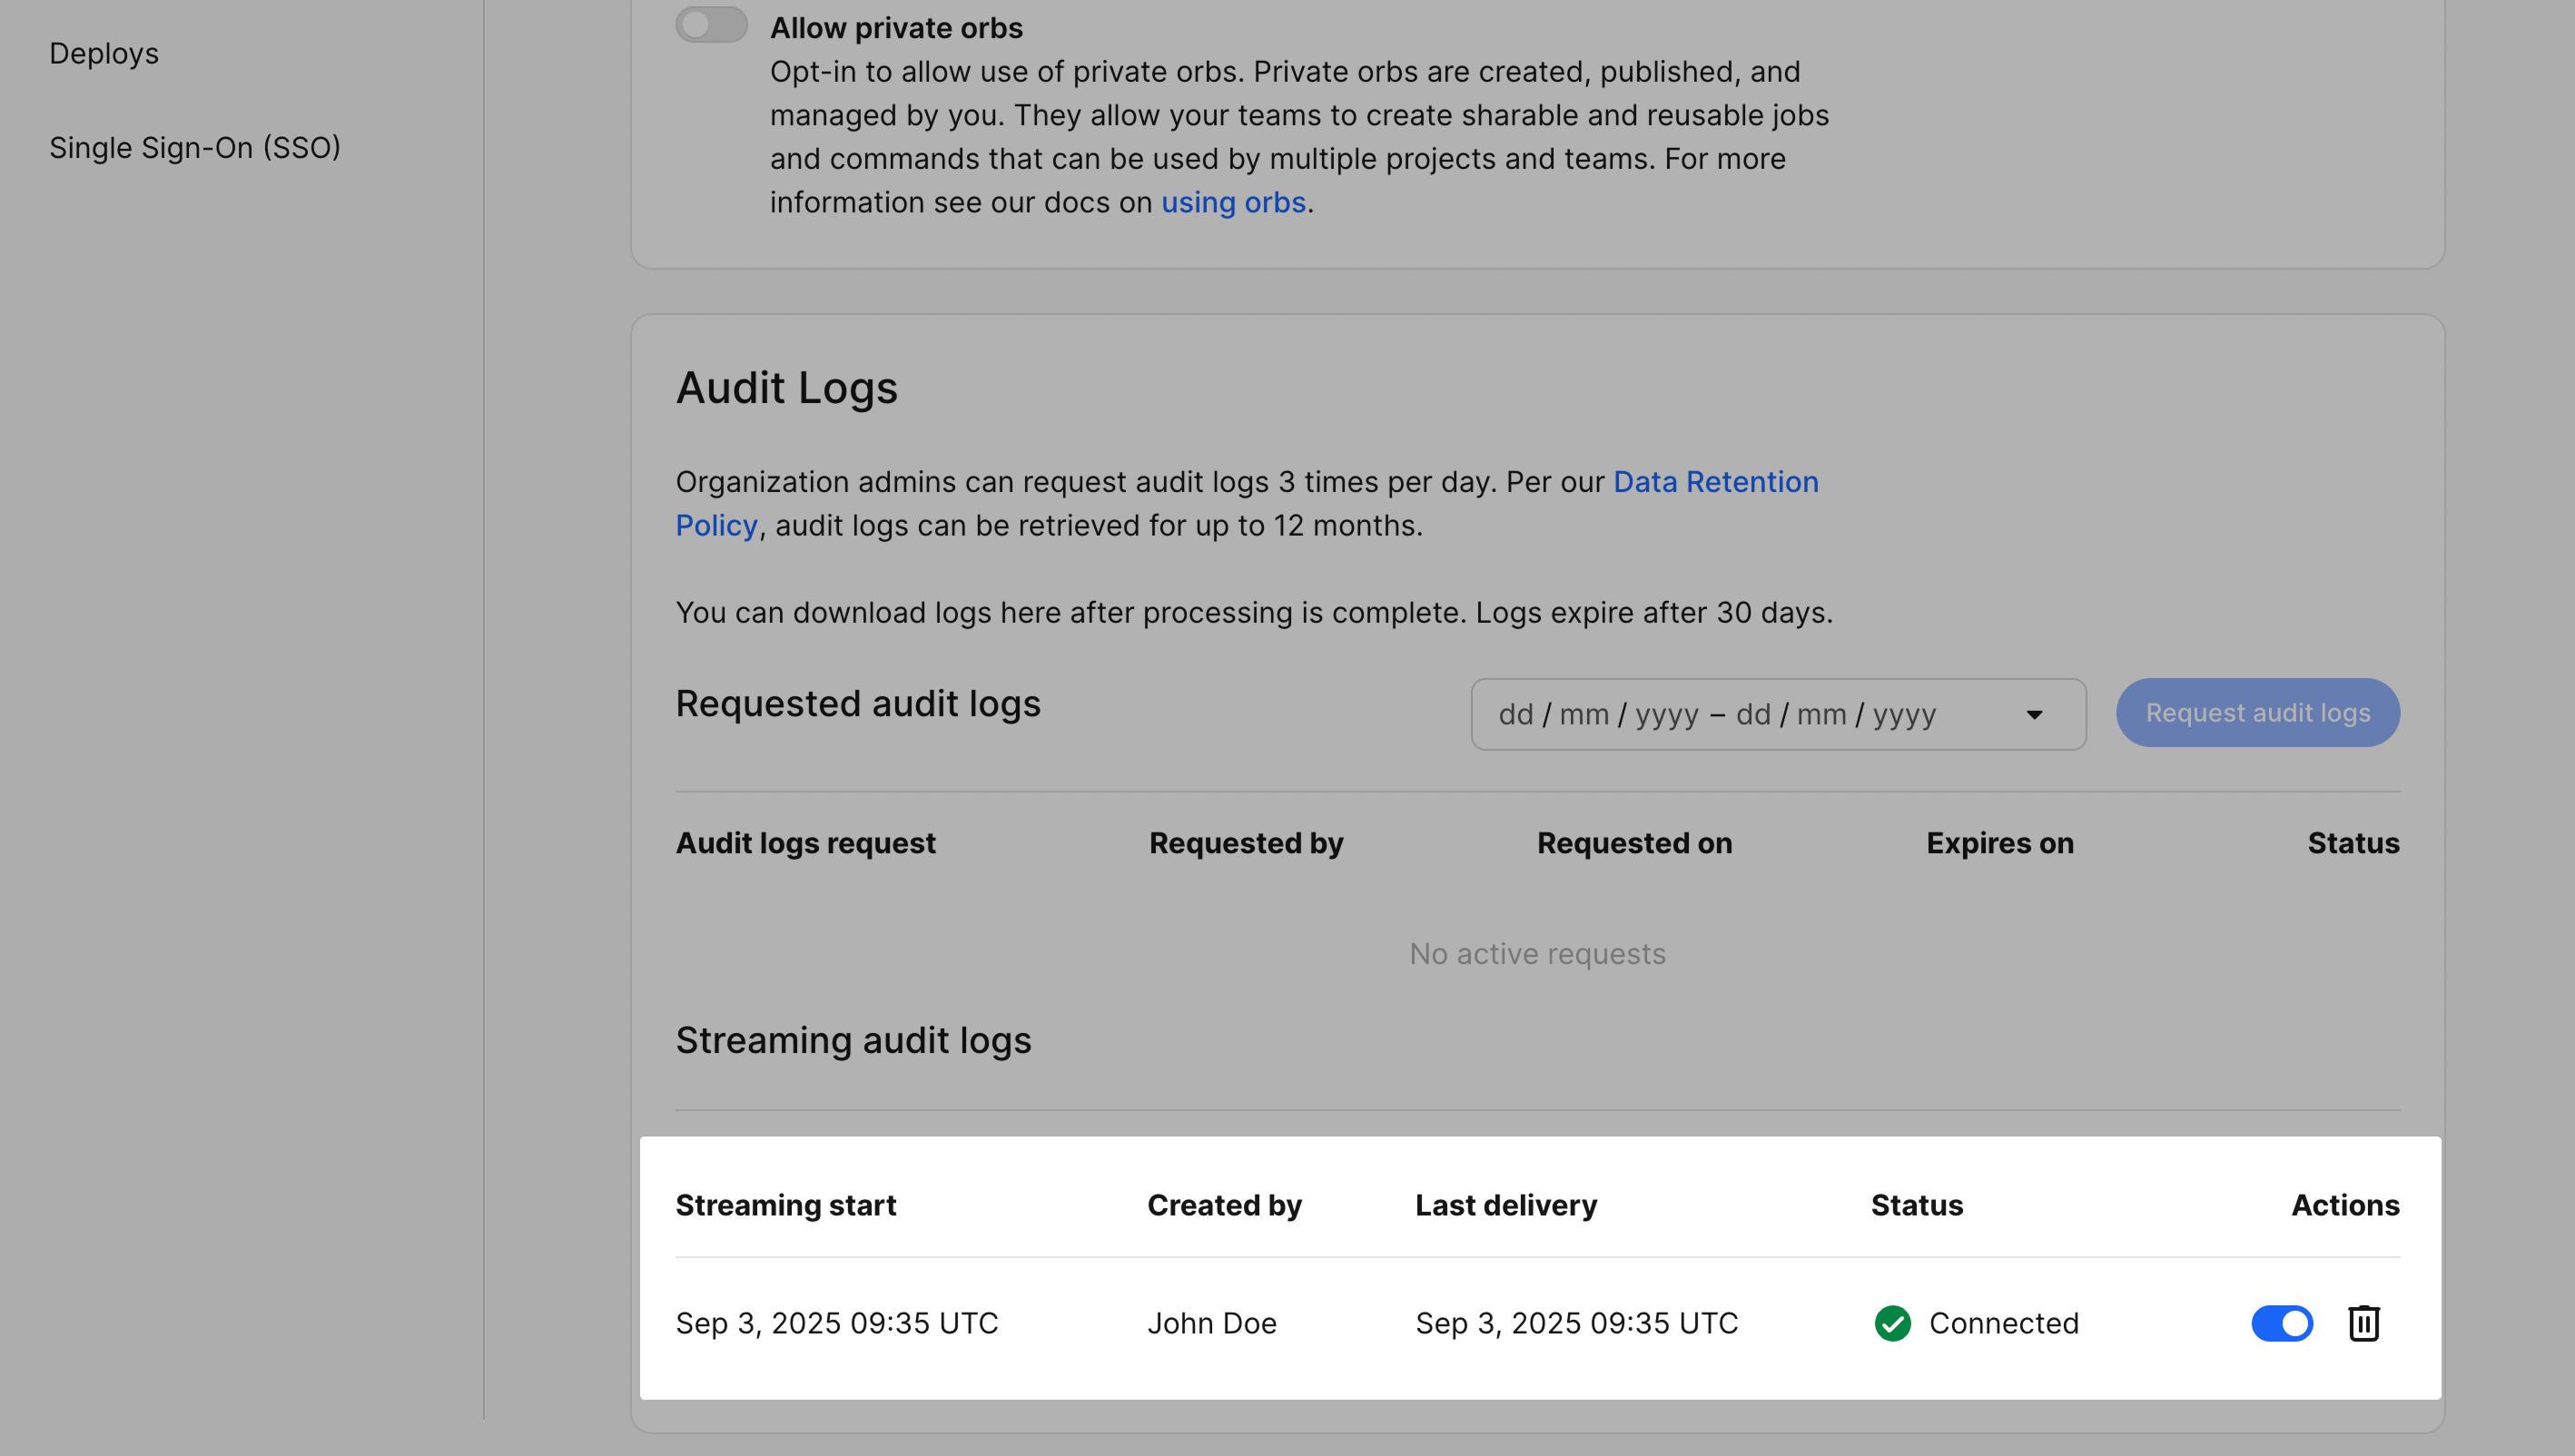 Deploys
Single Sign-On (SSO)
Allow private orbs
Opt-in to allow use of private orbs. Private orbs are created, published, and
managed by you. They allow your teams to create sharable and reusable jobs
and commands that can be used by multiple projects and teams. For more
information see our docs on using orbs.
Audit Logs
Organization admins can request audit logs 3 times per day. Per our Data Retention
Policy, audit logs can be retrieved for up to 12 months.
You can download logs here after processing is complete. Logs expire after 30 days.
Requested audit logs
dd / mm / yyyy – dd / mm / yyyy
Request audit logs
Audit logs request Requested by Requested on Expires on Status
No active requests
Streaming audit logs
Streaming start Created by Last delivery Status Actions
Sep 3, 2025 09:35 UTC John Doe Sep 3, 2025 09:35 UTC Connected